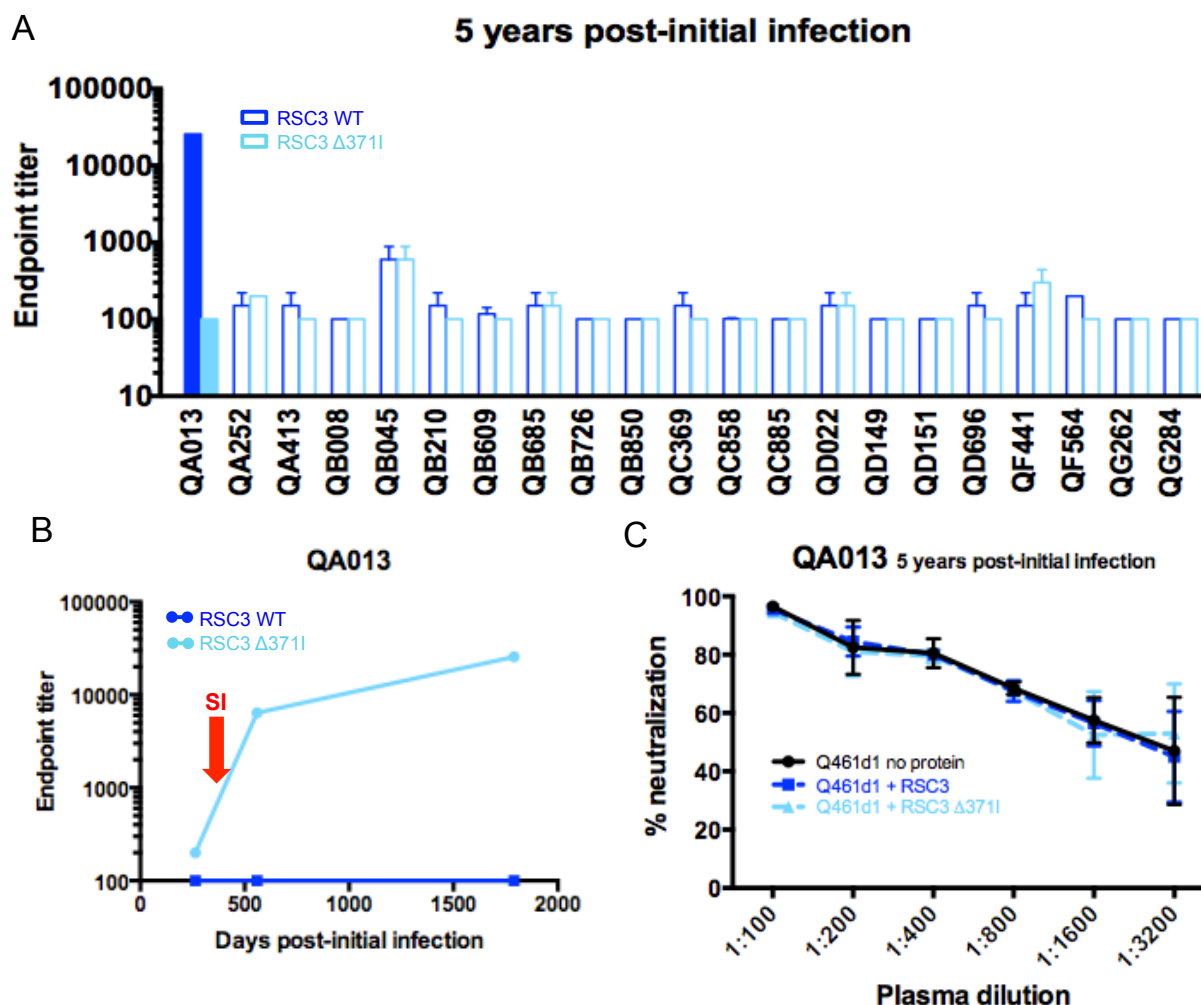 A
5 years post-initial infection
Endpoint titer
100000
10000
1000
100
10
RSC3 WT
RSC3 Δ371I
QA013
QA252
QA413
QB008
QB045
QB210
QB609
QB685
QB726
QB850
QC369
QC858
QC885
QD022
QD149
QD151
QD696
QF441
QF564
QG262
QG284
B
QA013
Endpoint titer
100000
10000
1000
100
RSC3 WT
RSC3 Δ371I
SI
0 500 1000 1500 2000
Days post-initial infection
C
QA013 5 years post-initial infection
% neutralization
100
80
60
40
20
0
Q461d1 no protein
Q461d1 + RSC3
Q461d1 + RSC3 Δ371I
1:100
1:200
1:400
1:800
1:1600
1:3200
Plasma dilution